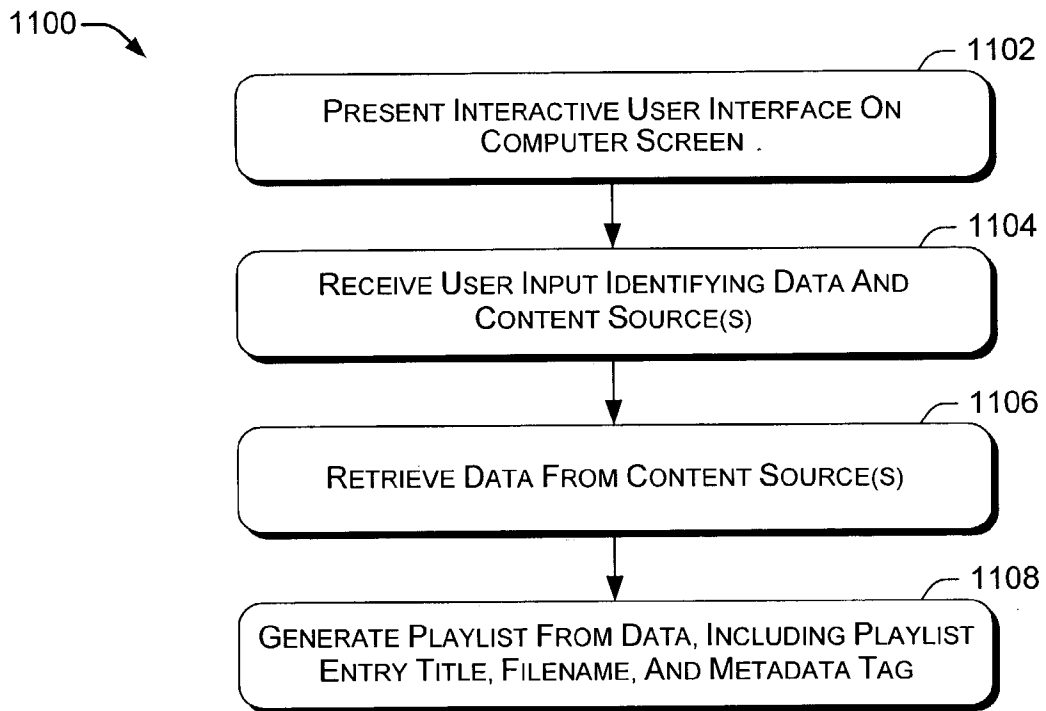 1100
1102
PRESENT INTERACTIVE USER INTERFACE ON
COMPUTER SCREEN .
1104
RECEIVE USER INPUT IDENTIFYING DATA AND
CONTENT SOURCE(S)
1106
RETRIEVE DATA FROM CONTENT SOURCE(S)
1108
GENERATE PLAYLIST FROM DATA, INCLUDING PLAYLIST
ENTRY TITLE, FILENAME, AND METADATA TAG